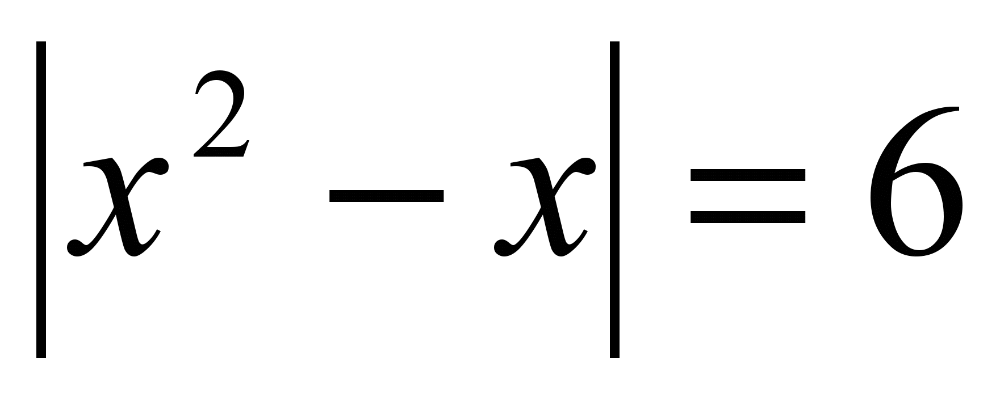 |x² − x| = 6